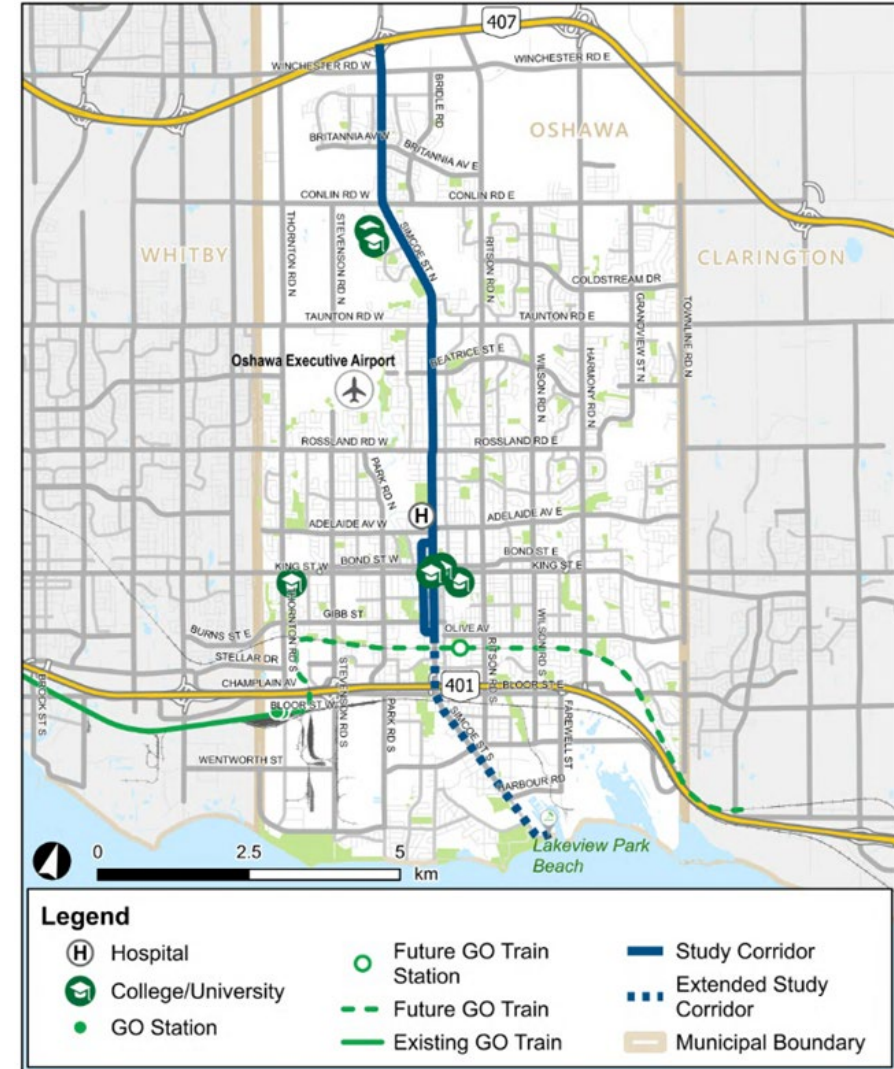 407
WINCHESTER RD W
WINCHESTER RD E
BRIDLE RD
OSHAWA
BRITANNIA AV W
BRITANNIA AV E
CONLIN RD W
CONLIN RD E
THORNTON RD N
STEVENSON RD N
SIMCOE ST N
RITSON RD N
WHITBY
CLARINGTON
COLDSTREAM DR
GRANDVIEW ST N
TOWNLINE RD N
TAUNTON RD W
TAUNTON RD E
Oshawa Executive Airport
BEATRICE ST E
WILSON RD N
HARMONY RD N
ROSSLAND RD W
ROSSLAND RD E
PARK RD N
H
ADELAIDE AV W
ADELAIDE AV E
KING ST W
BOND ST W
BOND ST E
KING ST E
THORNTON RD S
GIBB ST
OLIVE AV
WILSON RD S
BURNS ST E
STELLAR DR
STEVENSON RD S
RITSON RD S
CHAMPLAIN AV
401
BLOOR ST E
BROCK ST S
BLOOR ST W
PARK RD S
SIMCOE ST S
FAREWELL ST
WENTWORTH ST
HARBOUR RD
Lakeview Park
Beach
0 2.5 5
km
Legend
H Hospital
College/University
GO Station
Future GO Train
Station
Future GO Train
Existing GO Train
Study Corridor
Extended Study
Corridor
Municipal Boundary